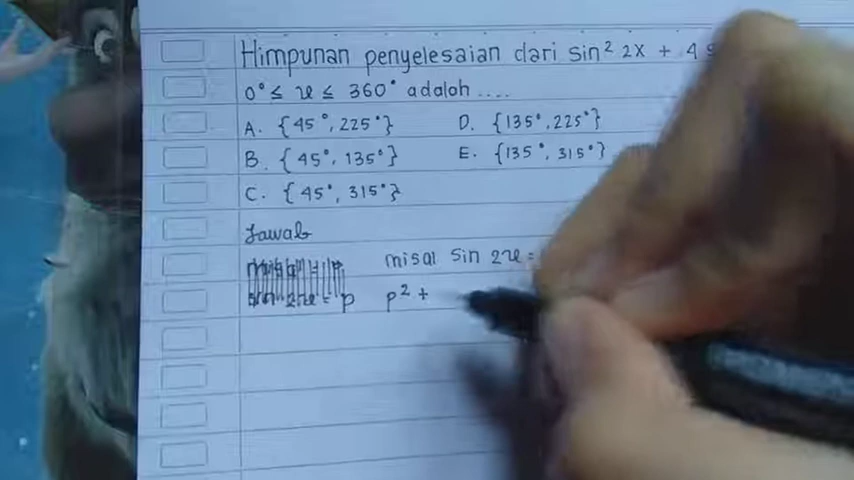 Himpunan penyelesaian dari sin² 2x + 4
0° ≤ x ≤ 360° adalah ....
A. {45°, 225°} D. {135°, 225°}
B. {45°, 135°} E. {135°, 315°}
C. {45°, 315°}
Jawab
misal sin 2x =
p² +